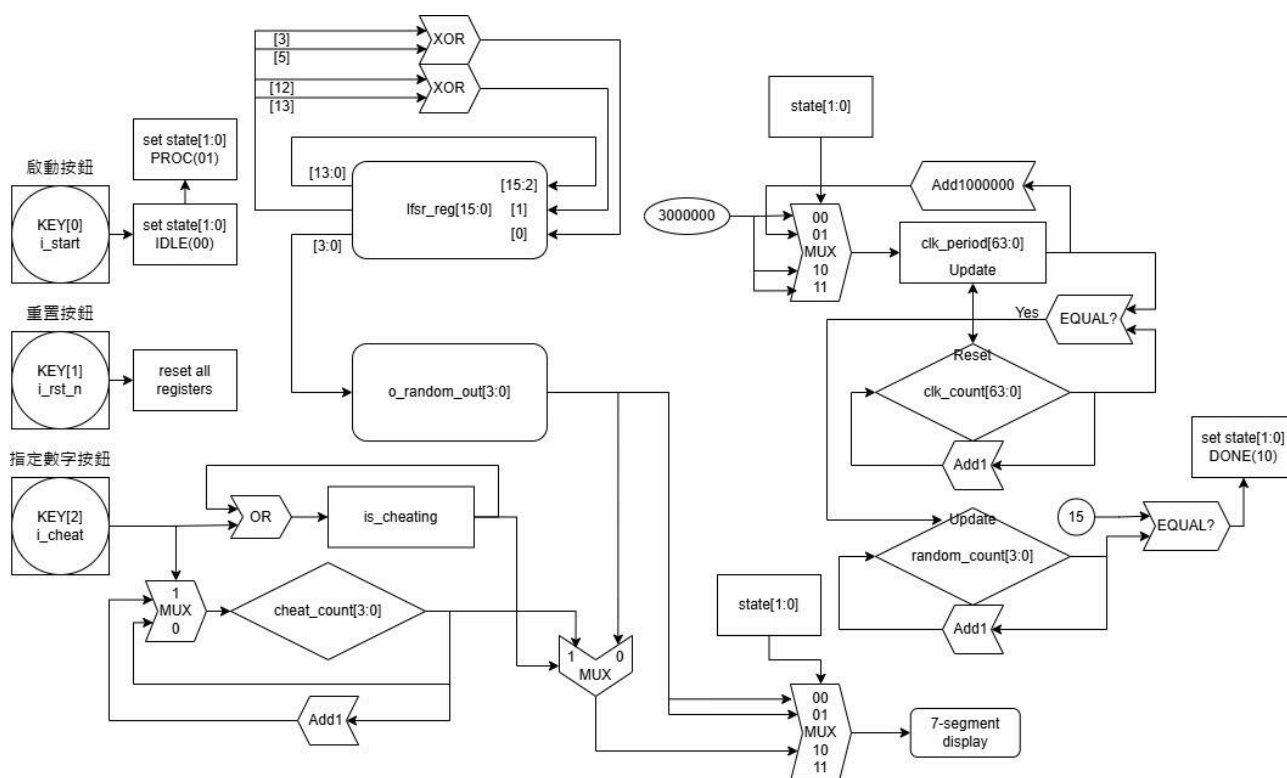 [3]
[5]
XOR
[12]
[13]
XOR
state[1:0]
set state[1:0]
PROC(01)
啟動按鈕
KEY[0]
i_start
set state[1:0]
IDLE(00)
[13:0]
lfsr_reg[15:0]
[15:2]
[1]
[0]
[3:0]
Add1000000
3000000
00
01
MUX
10
11
clk_period[63:0]
Update
Yes
EQUAL?
重置按鈕
KEY[1]
i_rst_n
reset all
registers
o_random_out[3:0]
Reset
clk_count[63:0]
Add1
set state[1:0]
DONE(10)
指定數字按鈕
KEY[2]
i_cheat
OR
is_cheating
15
EQUAL?
Update
random_count[3:0]
Add1
1
MUX
0
cheat_count[3:0]
Add1
1
0
MUX
state[1:0]
00
01
MUX
10
11
7-segment
display